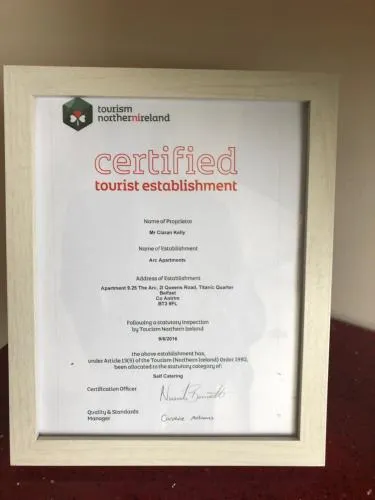 tourism
northernireland
certified
tourist establishment
Name of Proprietor
Mr Ciaran Kelly
Name of Establishment
Arc Apartments
Address of Establishment
Apartment 9.25 The Arc, 2I Queens Road, Titanic Quarter
Belfast
Co Antrim
BT3 9FL
Following a statutory inspection
by Tourism Northern Ireland
9/6/2016
the above establishment has,
under Article 13(5) of the Tourism (Northern Ireland) Order 1992,
been allocated to the statutory category of:
Self Catering
Certification Officer
Quality & Standards
Manager